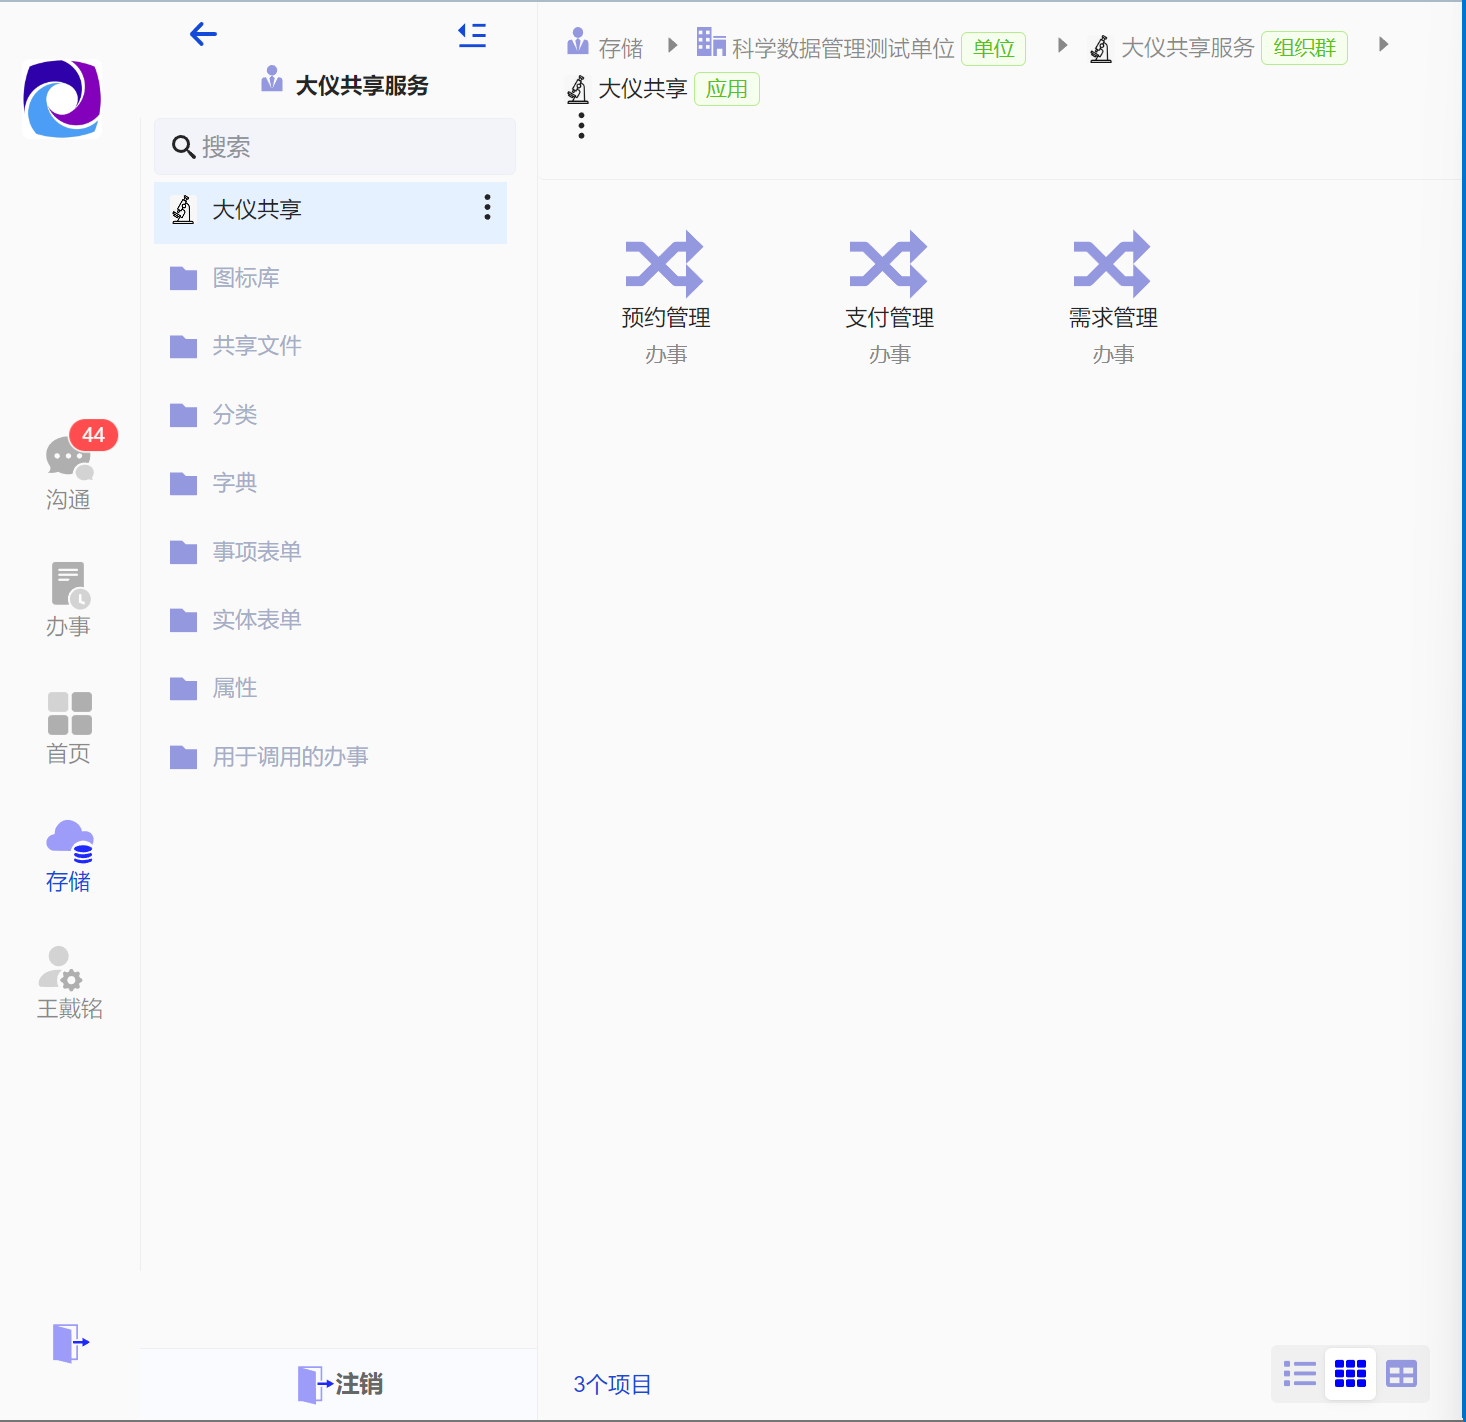 大仪共享服务
搜索
大仪共享
图标库
共享文件
分类
字典
事项表单
实体表单
属性
用于调用的办事
注销
44
沟通
办事
首页
存储
王戴铭
存储 科学数据管理测试单位 单位 大仪共享服务 组织群
大仪共享 应用
预约管理 支付管理 需求管理
办事 办事 办事
3个项目